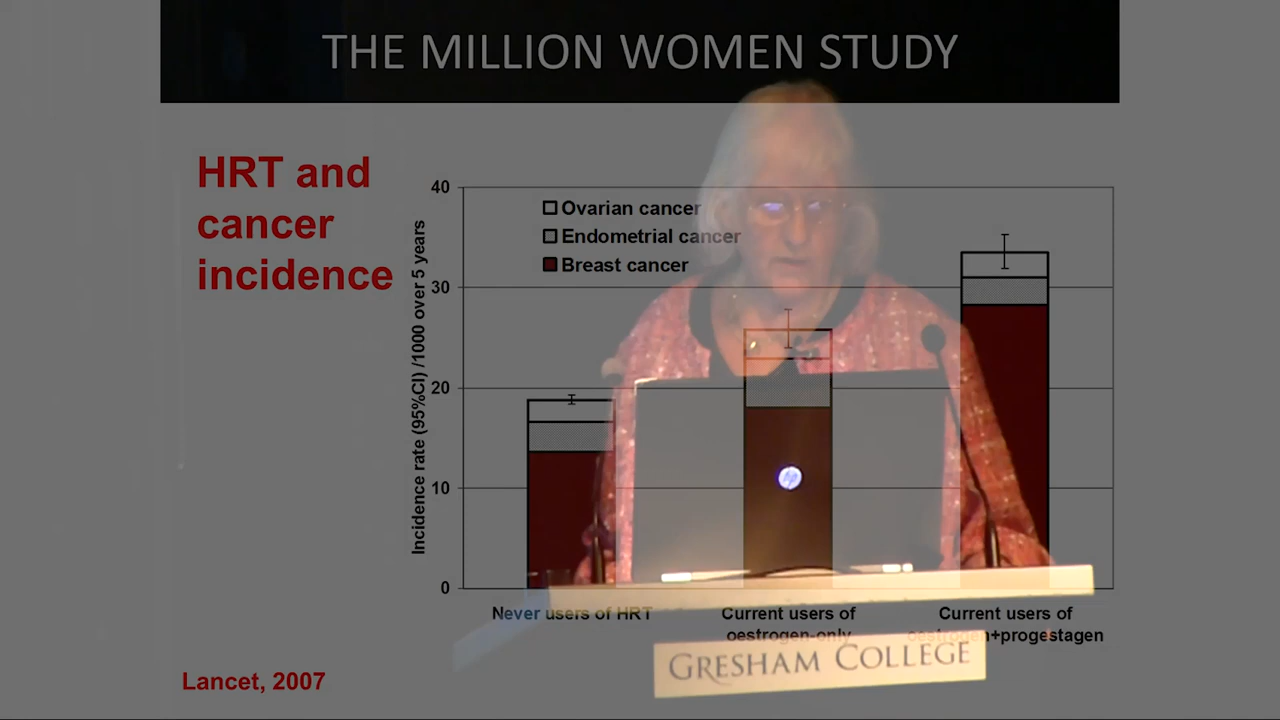 THE MILLION WOMEN STUDY
HRT and
cancer
incidence
Incidence rate (95%CI) /1000 over 5 years
40
30
20
10
0
Ovarian cancer
Endometrial cancer
Breast cancer
Never users of HRT
Current users of
oestrogen-only
Current users of
oestrogen+progestagen
hp
GRESHAM COLLEGE
Lancet, 2007